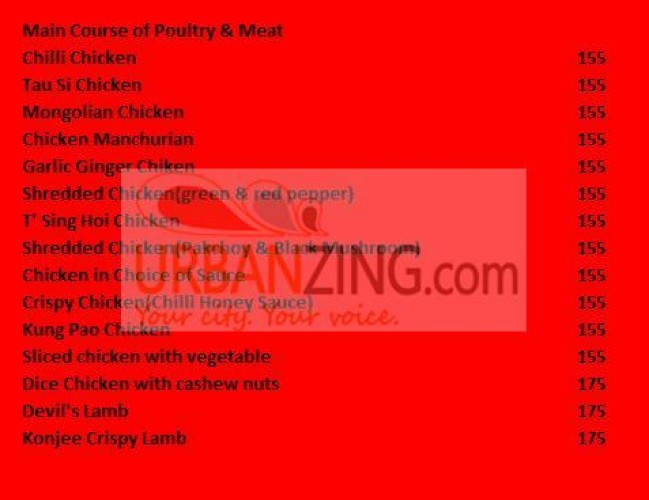 Main Course of Poultry & Meat
Chilli Chicken 155
Tau Si Chicken 155
Mongolian Chicken 155
Chicken Manchurian 155
Garlic Ginger Chiken 155
Shredded Chicken(green & red pepper) 155
T' Sing Hoi Chicken 155
Shredded Chicken(Pakchoy & Black Mushroom) 155
Chicken in Choice of Sauce 155
URBANZING.com
Crispy Chicken(Chilli Honey Sauce) 155
Your city. Your voice.
Kung Pao Chicken 155
Sliced chicken with vegetable 155
Dice Chicken with cashew nuts 175
Devil's Lamb 175
Konjee Crispy Lamb 175